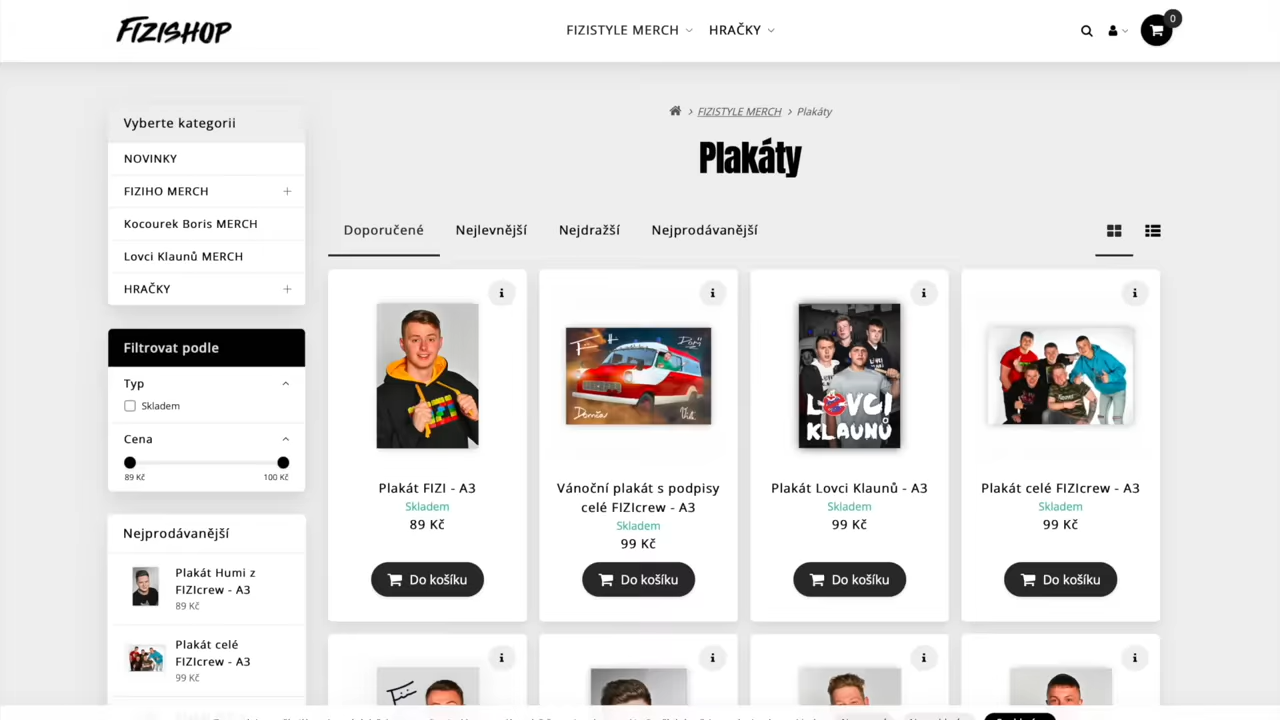 FIZISHOP
FIZISTYLE MERCH
HRAČKY
0
Vyberte kategorii
NOVINKY
FIZIHO MERCH
Kocourek Boris MERCH
Lovci Klaunů MERCH
HRAČKY
Filtrovat podle
Typ
Skladem
Cena
89 Kč
100 Kč
Nejprodávanější
Plakát Humi z
FIZIcrew - A3
89 Kč
Plakát celé
FIZIcrew - A3
99 Kč
FIZISTYLE MERCH > Plakáty
Plakáty
Doporučené
Nejlevnější
Nejdražší
Nejprodávanější
LOVCI
KLAUNŮ
Plakát FIZI - A3
Skladem
89 Kč
Do košíku
Vánoční plakát s podpisy
celé FIZIcrew - A3
Skladem
99 Kč
Do košíku
Plakát Lovci Klaunů - A3
Skladem
99 Kč
Do košíku
Plakát celé FIZIcrew - A3
Skladem
99 Kč
Do košíku